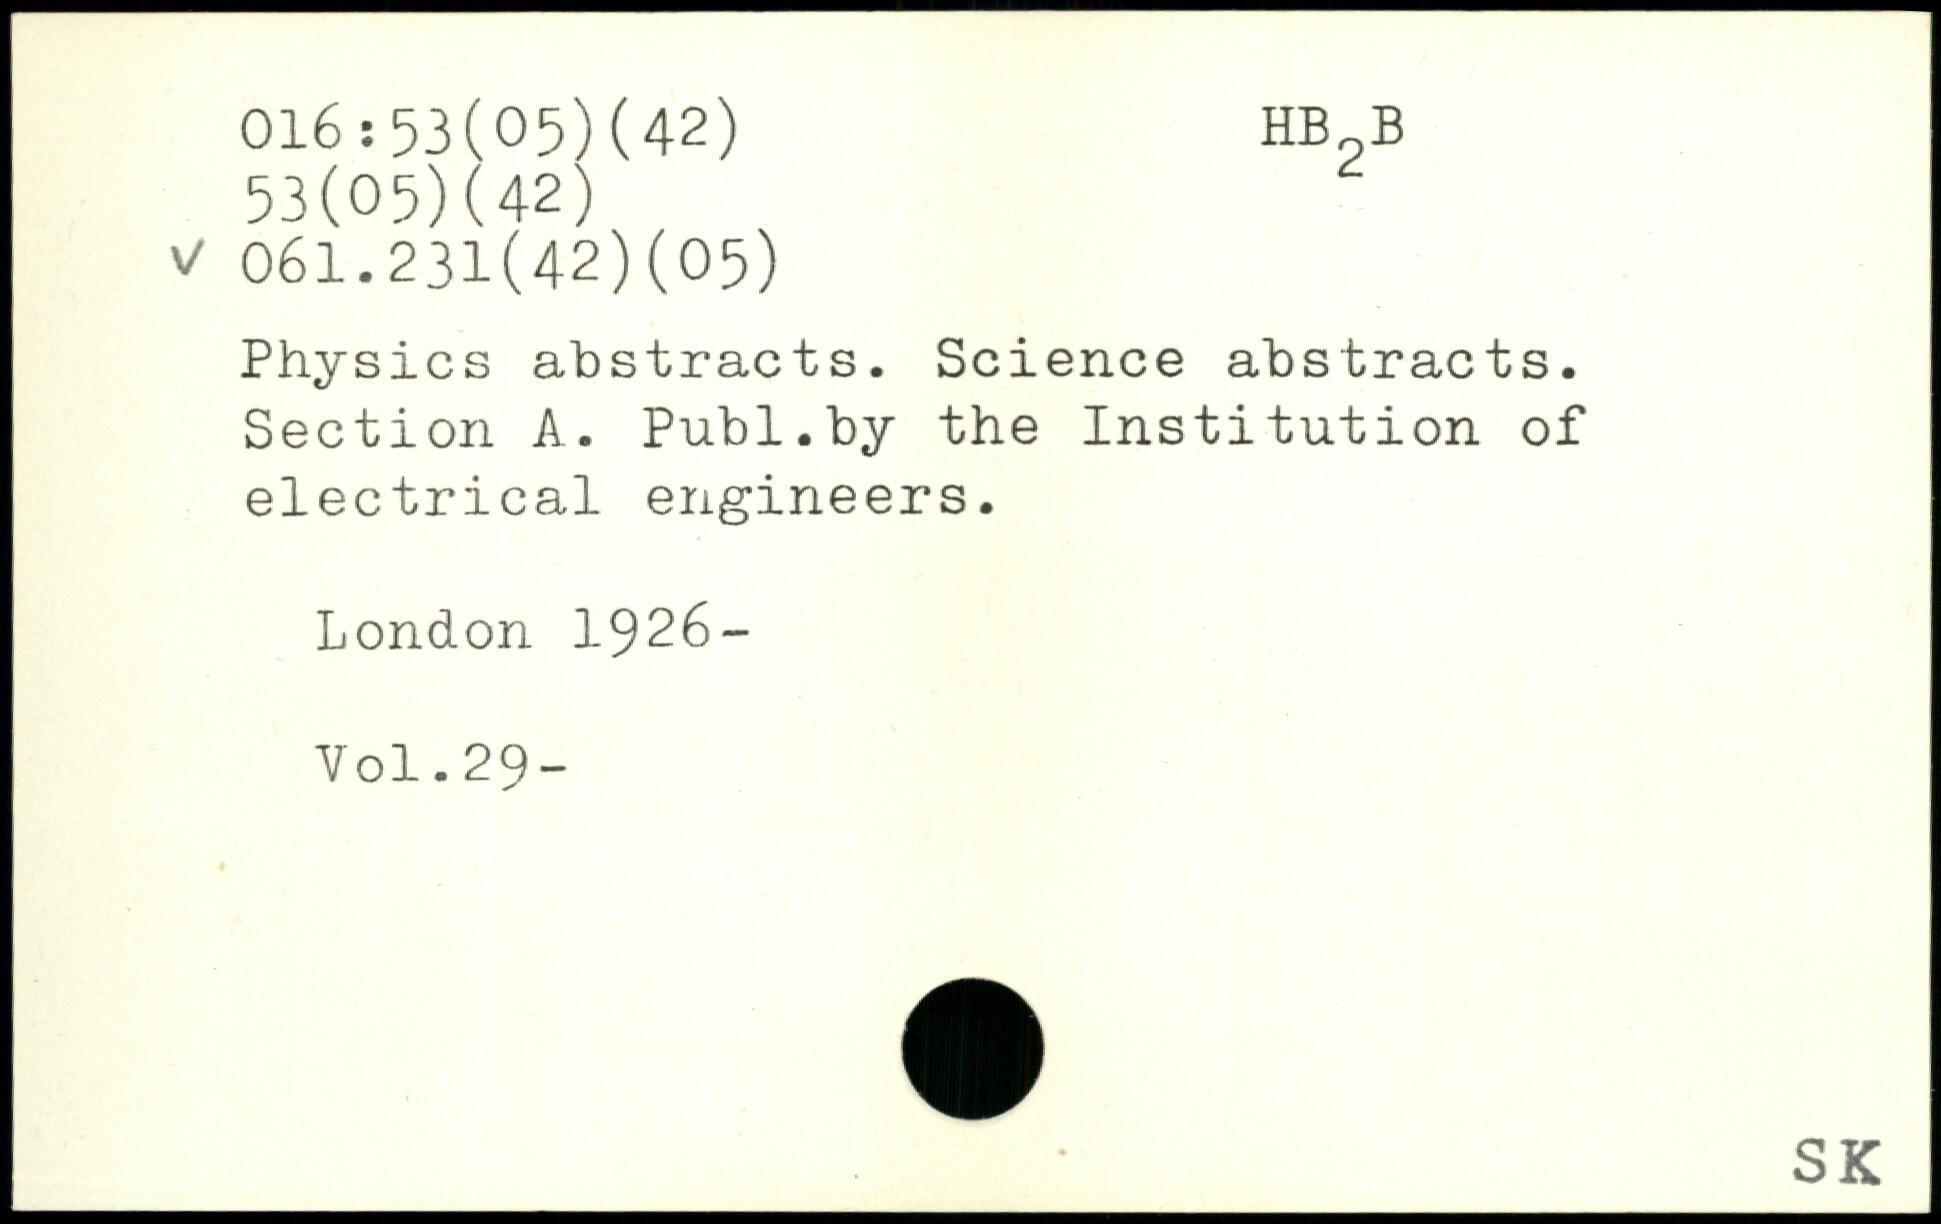 016:53(05)(42) HB₂B
53(05)(42)
✓ 061.231(42)(05)
Physics abstracts. Science abstracts.
Section A. Publ.by the Institution of
electrical engineers.
London 1926-
Vol.29-
SK